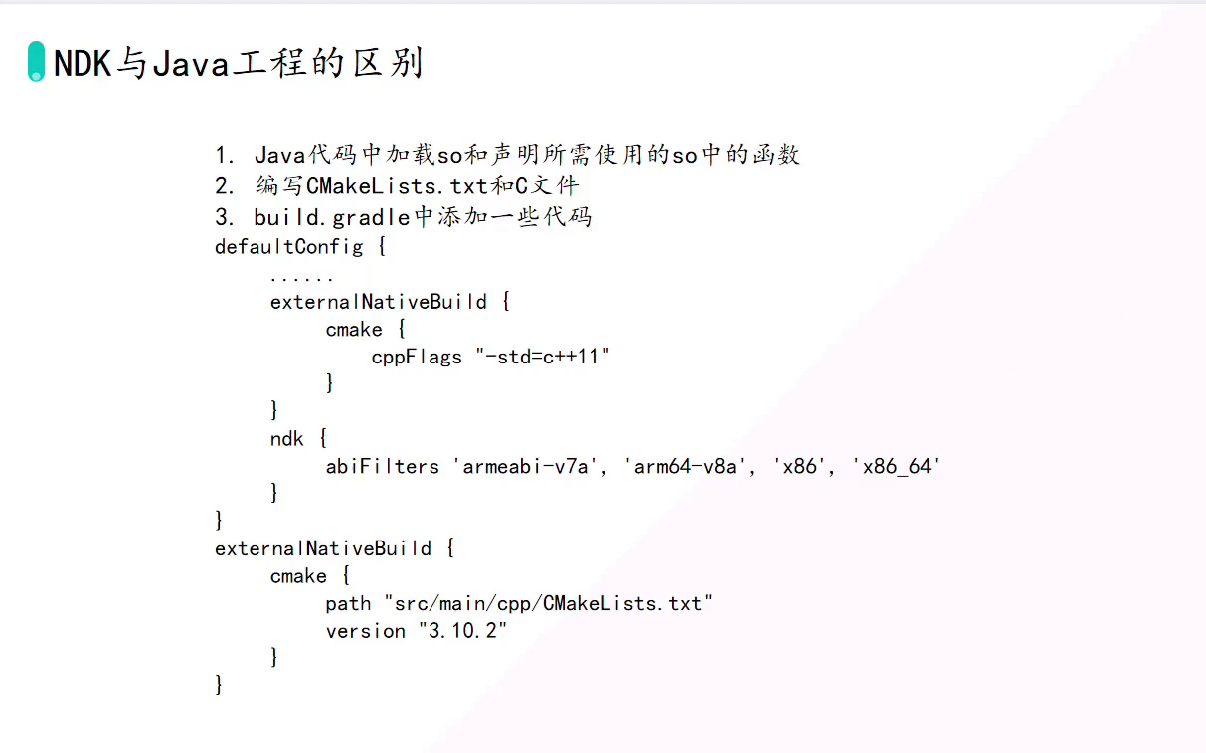 NDK与Java工程的区别
1. Java代码中加载so和声明所需使用的so中的函数
2. 编写CMakeLists.txt和C文件
3. build.gradle中添加一些代码
defaultConfig {
......
externalNativeBuild {
cmake {
cppFlags "-std=c++11"
}
}
ndk {
abiFilters 'armeabi-v7a', 'arm64-v8a', 'x86', 'x86_64'
}
}
externalNativeBuild {
cmake {
path "src/main/cpp/CMakeLists.txt"
version "3.10.2"
}
}